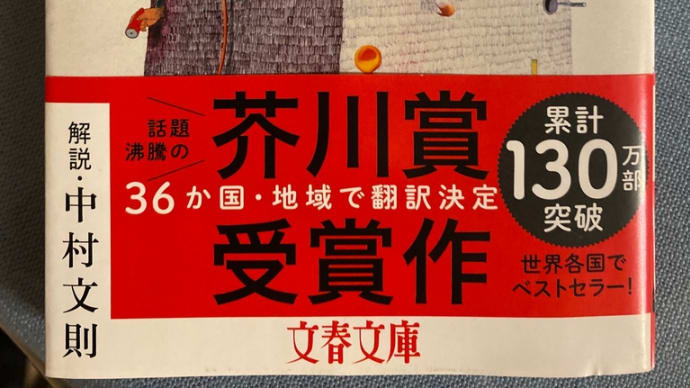 話題
沸騰の
芥川賞
36か国・地域で翻訳決定
受賞作
累計
130万部
突破
世界各国で
ベストセラー!
解説・中村文則
文春文庫